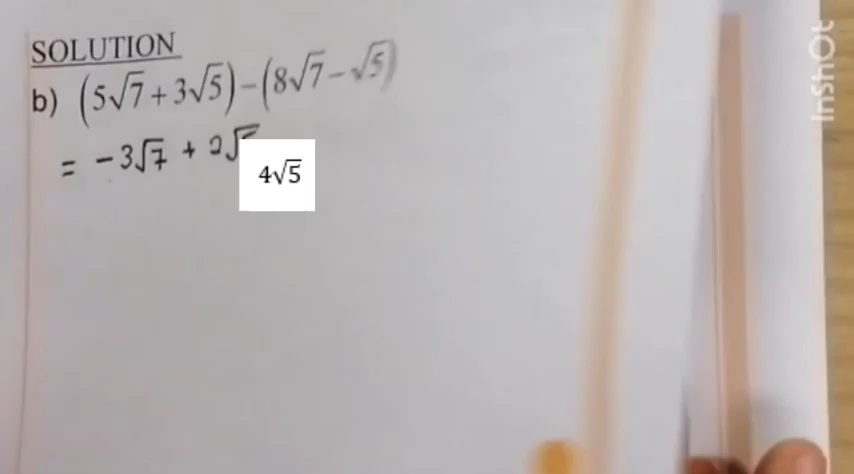 SOLUTION
b) (5√7 + 3√5) − (8√7 − √5)
= −3√7 + 2√
4√5
InShOt